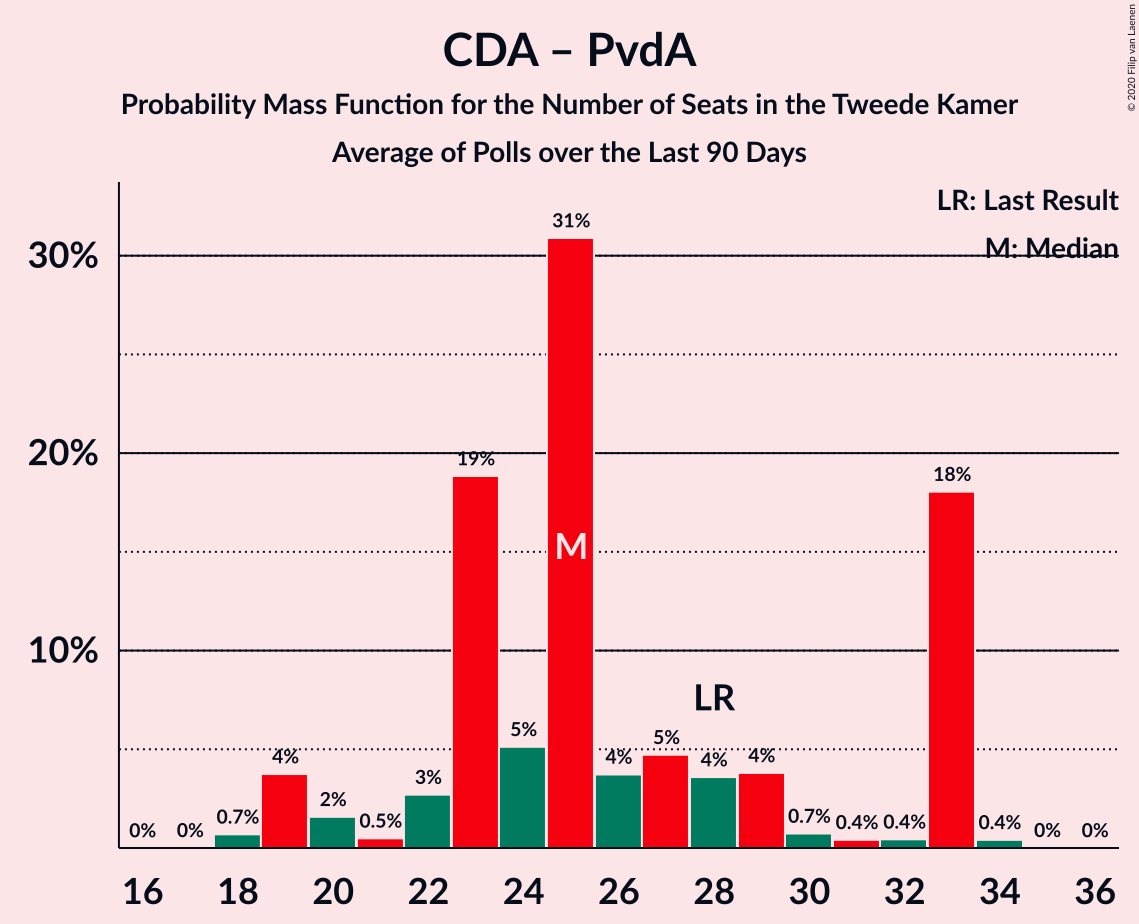 CDA – PvdA
Probability Mass Function for the Number of Seats in the Tweede Kamer
Average of Polls over the Last 90 Days
© 2020 Filip van Laenen
LR: Last Result
M: Median
30%
20%
10%
0%
0%
0.7%
4%
2%
0.5%
3%
19%
5%
31%
4%
5%
4%
4%
0.7%
0.4%
0.4%
18%
0.4%
0%
0%
M
LR
16 18 20 22 24 26 28 30 32 34 36